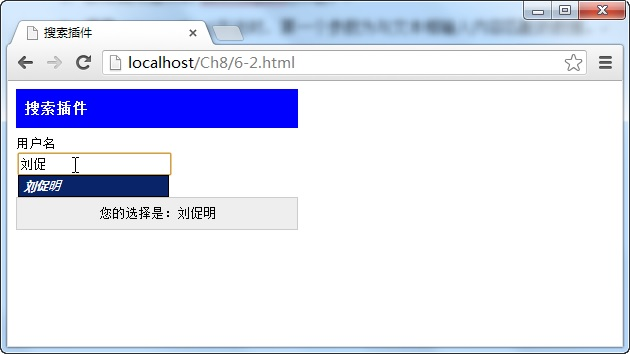 搜索插件
localhost/Ch8/6-2.html
搜索插件
用户名
刘促
刘促明
您的选择是：刘促明